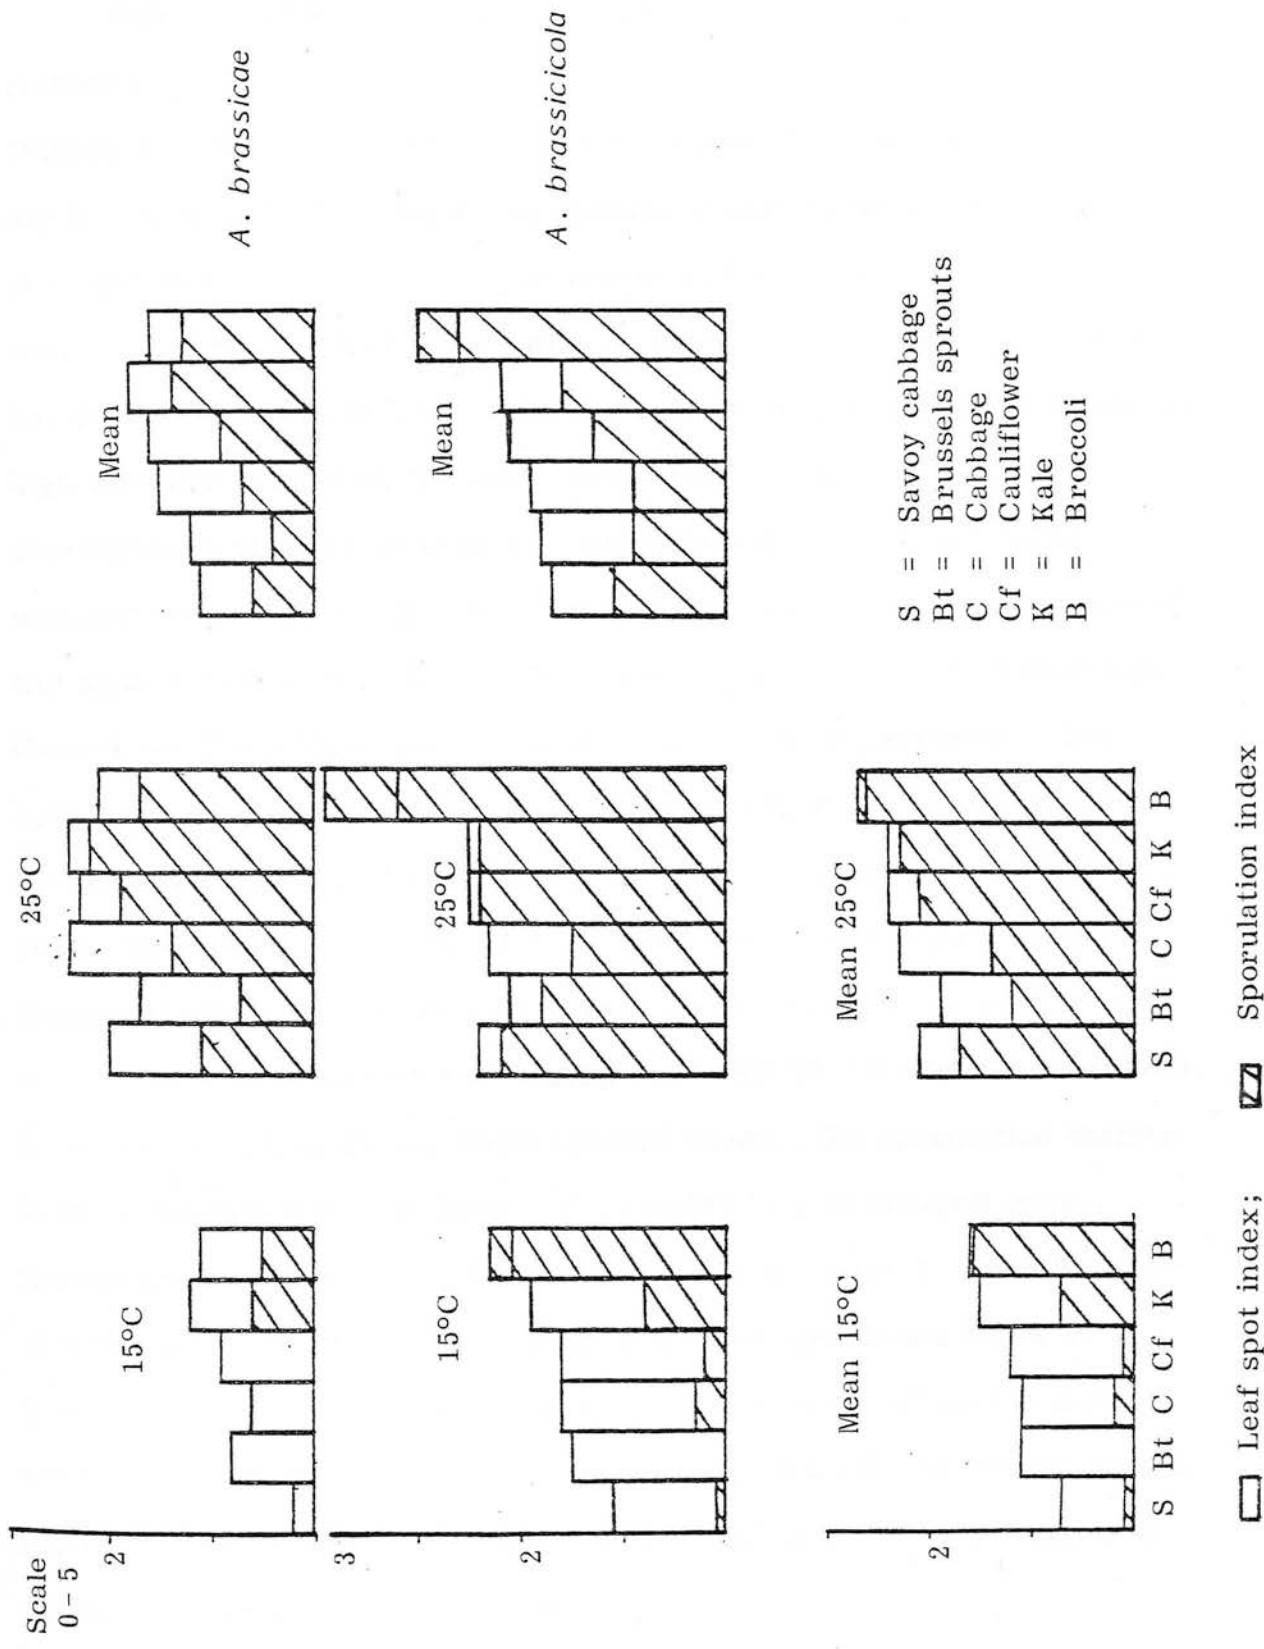 Scale
0 – 5
15°C
25°C
Mean
A. brassicae
2
3
15°C
25°C
Mean
A. brassicicola
2
Mean 15°C
Mean 25°C
2
S Bt C Cf K B
S Bt C Cf K B
S = Savoy cabbage
Bt = Brussels sprouts
C = Cabbage
Cf = Cauliflower
K = Kale
B = Broccoli
Leaf spot index;
Sporulation index